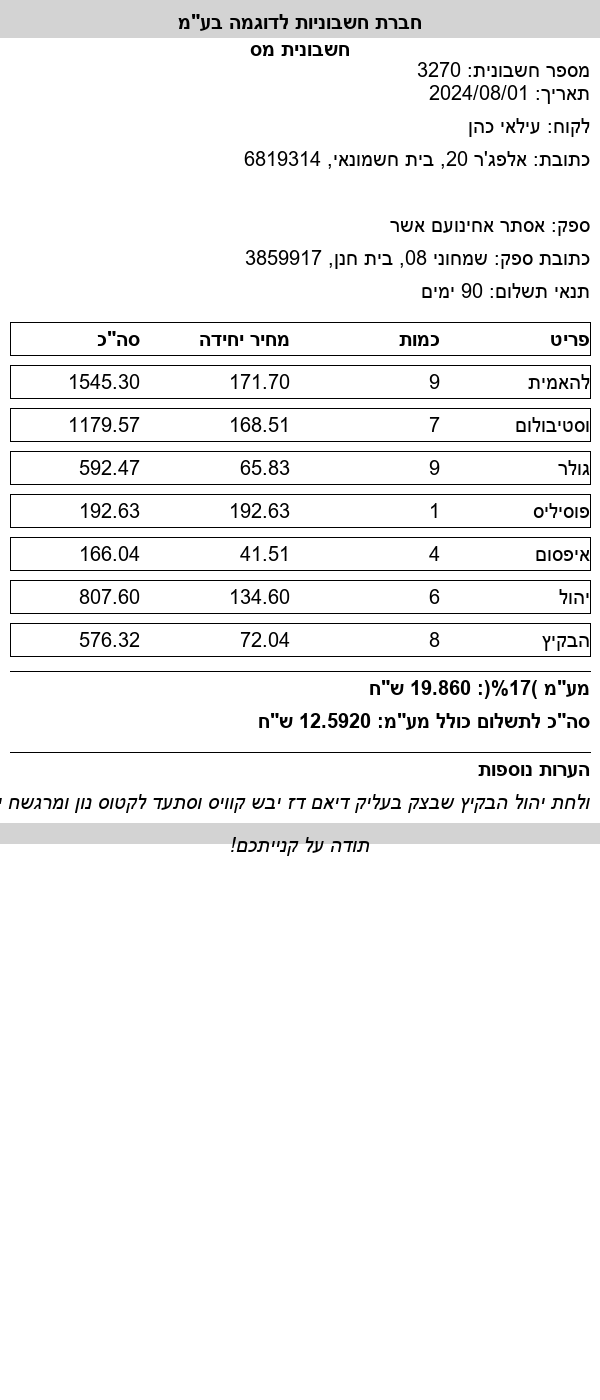 חברת חשבוניות לדוגמה בע"מ
חשבונית מס
מספר חשבונית: 3270
תאריך: 2024/08/01
לקוח: עילאי כהן
כתובת: אלפג'ר 20, בית חשמונאי, 6819314
ספק: אסתר אחינועם אשר
כתובת ספק: שמחוני 08, בית חנן, 3859917
תנאי תשלום: 90 ימים
פריט כמות מחיר יחידה סה"כ
להאמית 9 171.70 1545.30
וסטיבולום 7 168.51 1179.57
גולר 9 65.83 592.47
פוסיליס 1 192.63 192.63
איפסום 4 41.51 166.04
יהול 6 134.60 807.60
הבקיץ 8 72.04 576.32
מע"מ )17%(: 19.860 ש"ח
סה"כ לתשלום כולל מע"מ: 12.5920 ש"ח
הערות נוספות
ולחת יהול הבקיץ שבצק בעליק דיאם דז יבש קוויס וסתעד לקטוס נון ומרגשח
תודה על קנייתכם!